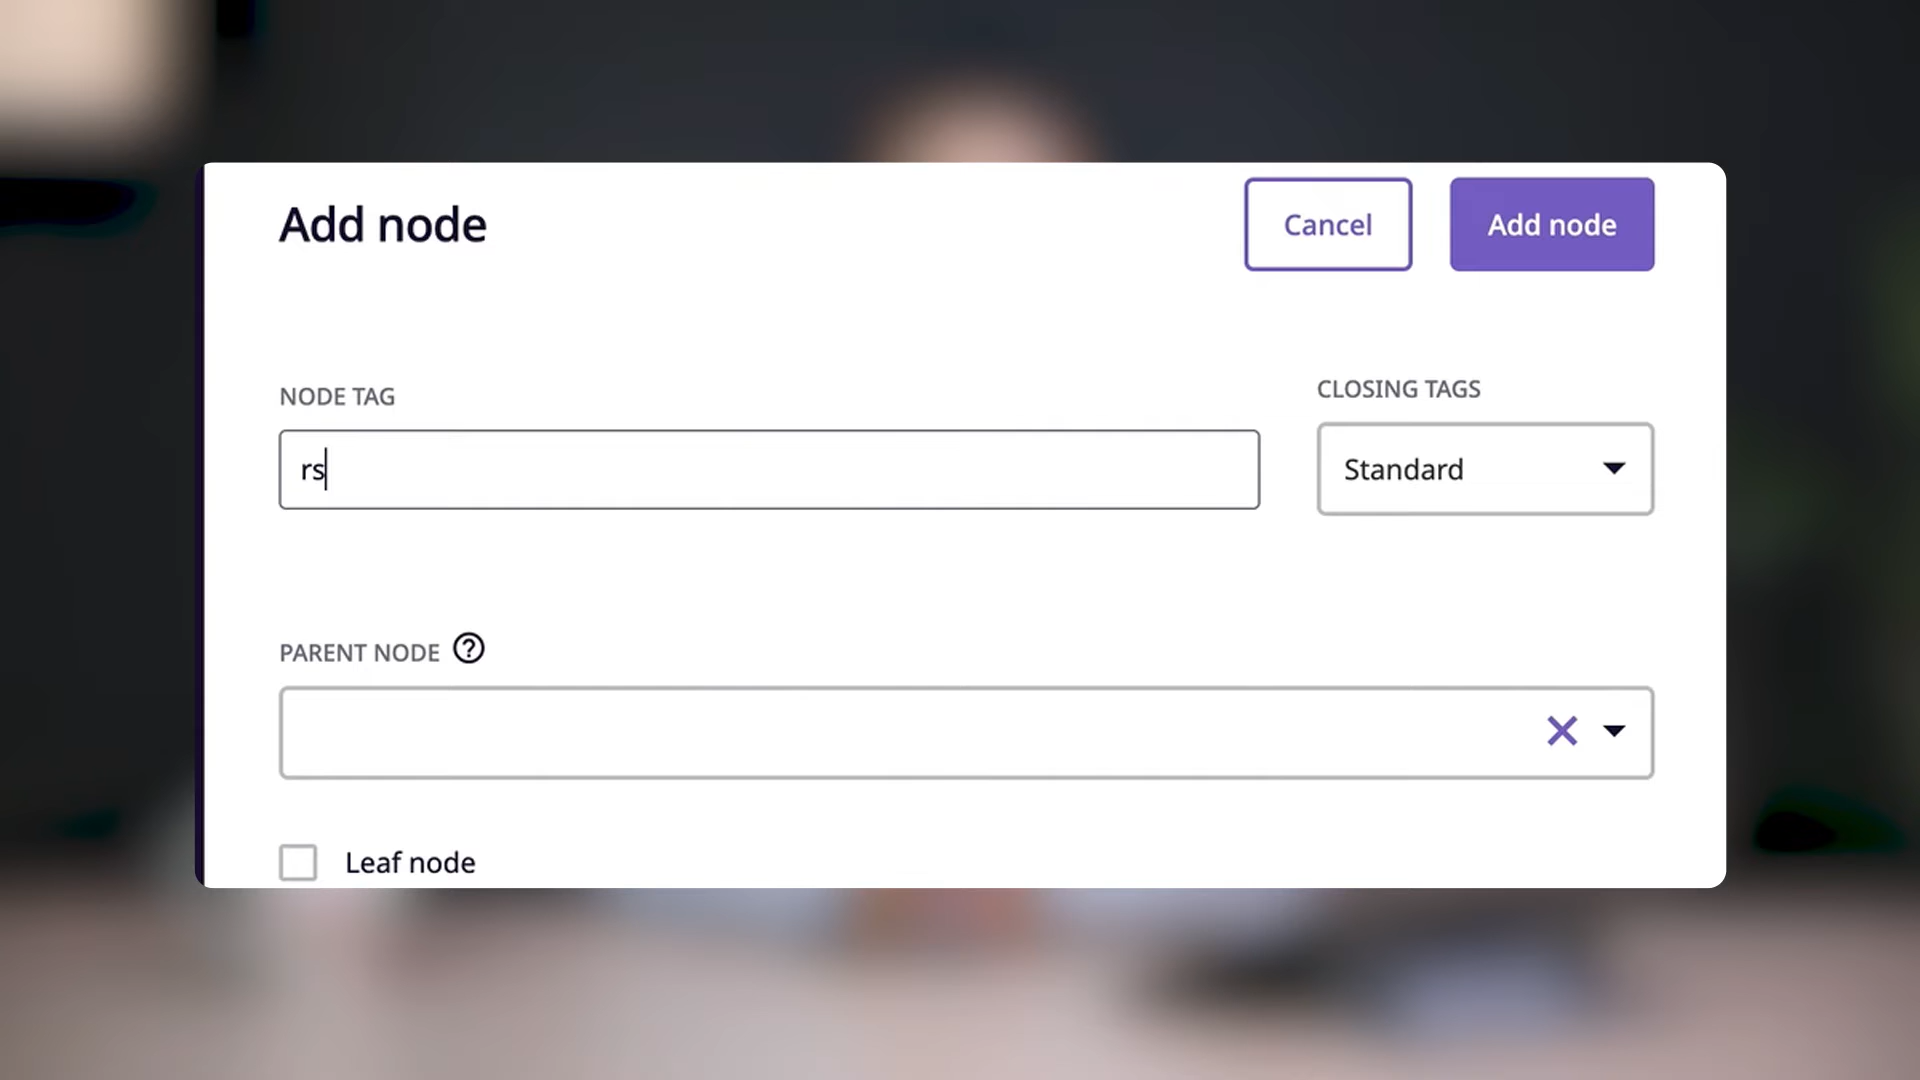 Add node
Cancel
Add node
NODE TAG
CLOSING TAGS
rs
Standard
PARENT NODE ?
Leaf node